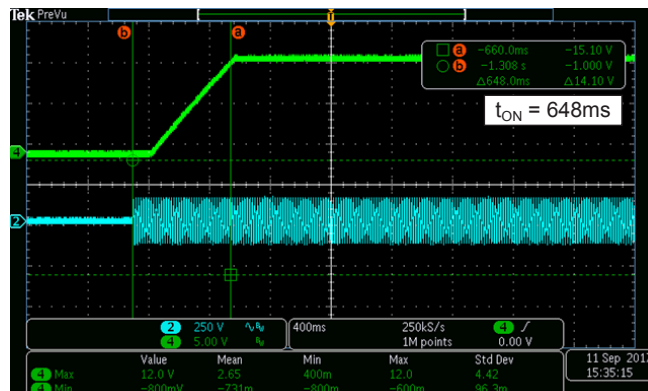 Tek PreVu
b a
a -660.0ms -15.10 V
b -1.308 s -1.000 V
△648.0ms △14.10 V
tON = 648ms
4
2
2 250 V
4 5.00 V
400ms 250kS/s 4
1M points 0.00 V
Value Mean Min Max Std Dev
4 Max 12.0 V 2.65 400m 12.0 4.42
4 Min -800mV -731m -800m -600m 96.3m
11 Sep 201
15:35:15